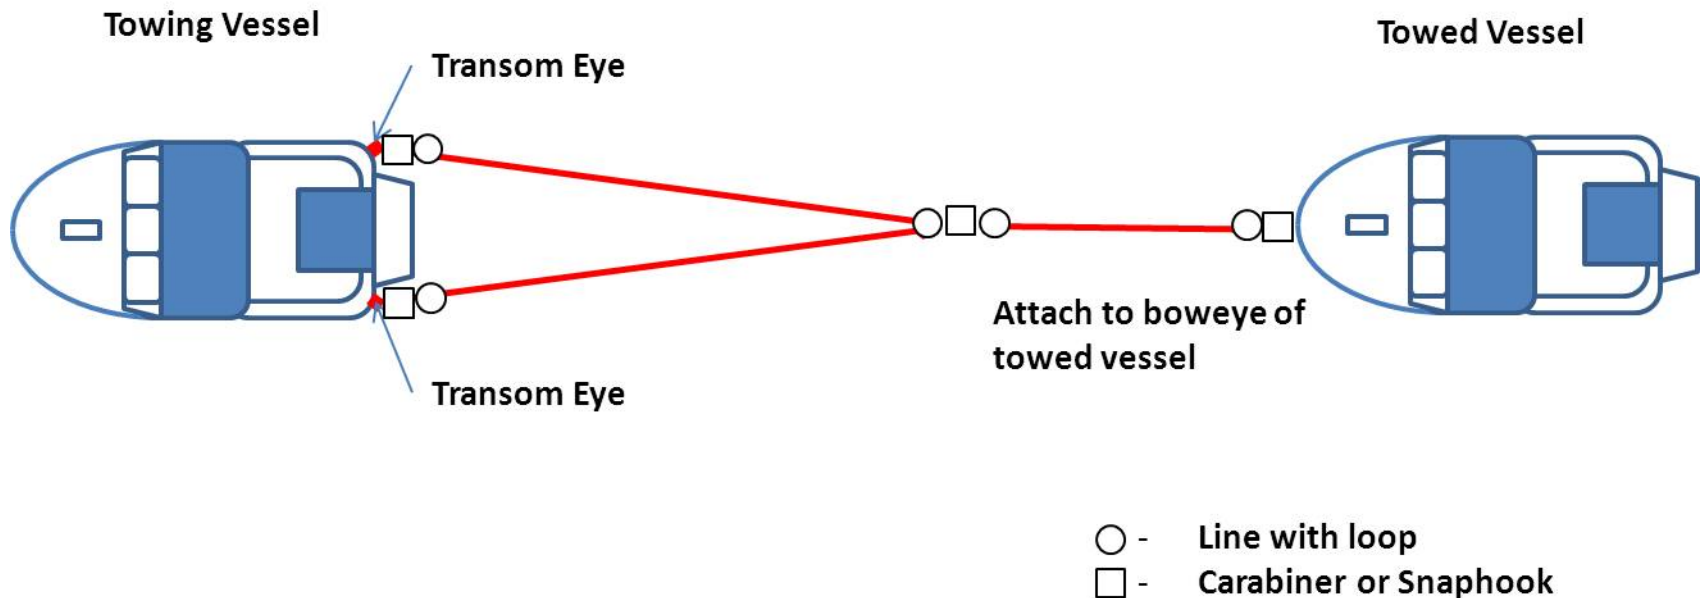 Towing Vessel
Towed Vessel
Transom Eye
Attach to boweye of
towed vessel
Transom Eye
- Line with loop
- Carabiner or Snaphook